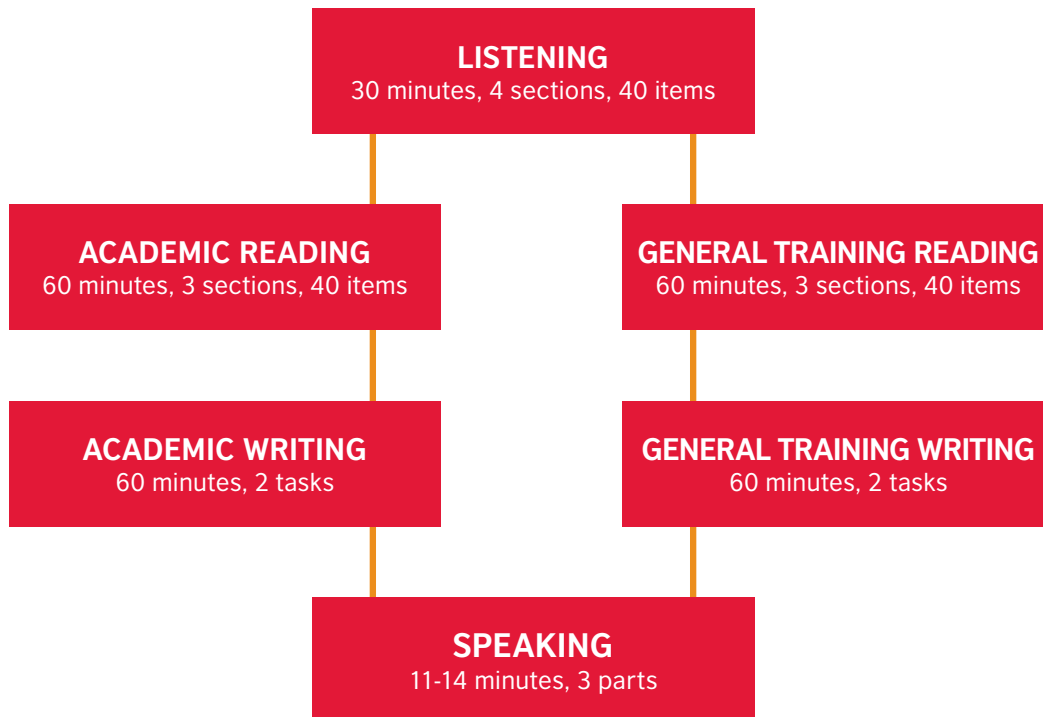 LISTENING
30 minutes, 4 sections, 40 items
ACADEMIC READING
60 minutes, 3 sections, 40 items
GENERAL TRAINING READING
60 minutes, 3 sections, 40 items
ACADEMIC WRITING
60 minutes, 2 tasks
GENERAL TRAINING WRITING
60 minutes, 2 tasks
SPEAKING
11-14 minutes, 3 parts